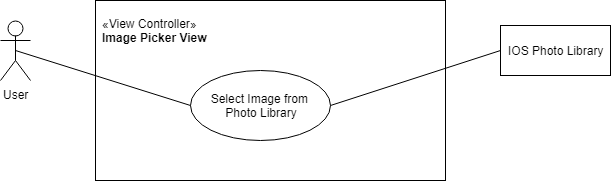 «View Controller»
Image Picker View
User
Select Image from
Photo Library
IOS Photo Library